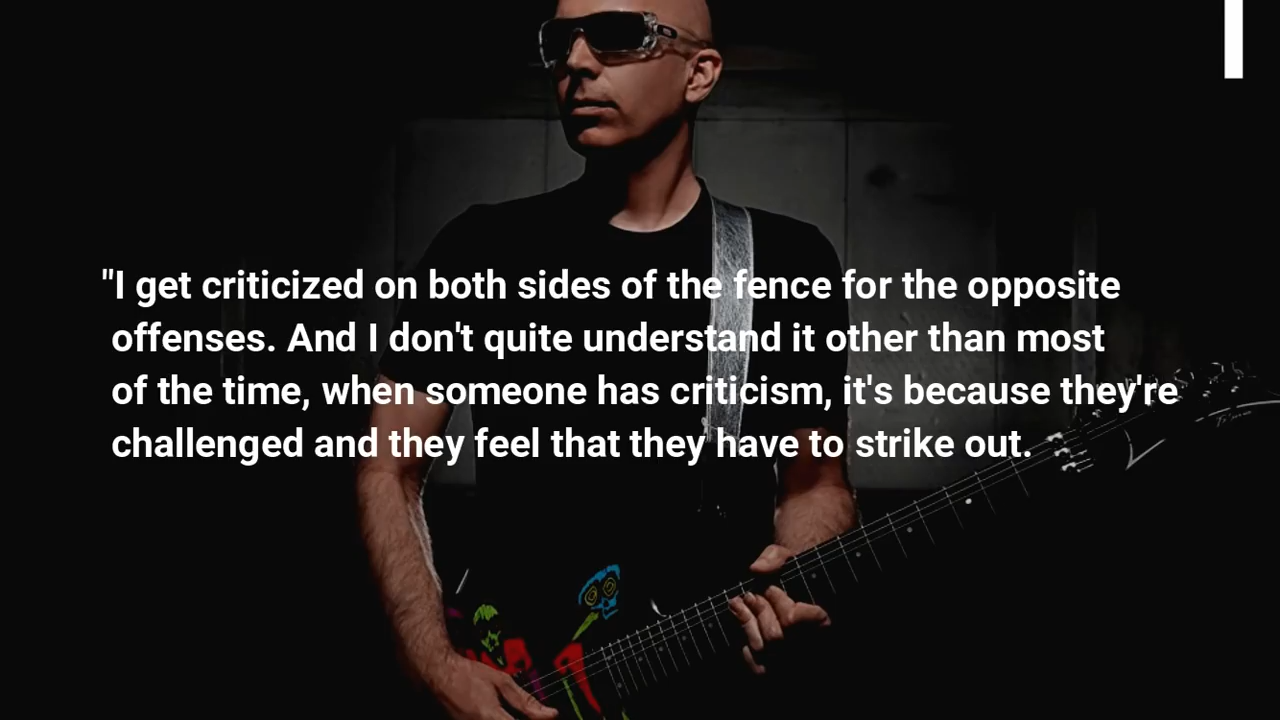 "I get criticized on both sides of the fence for the opposite
offenses. And I don't quite understand it other than most
of the time, when someone has criticism, it's because they're
challenged and they feel that they have to strike out.